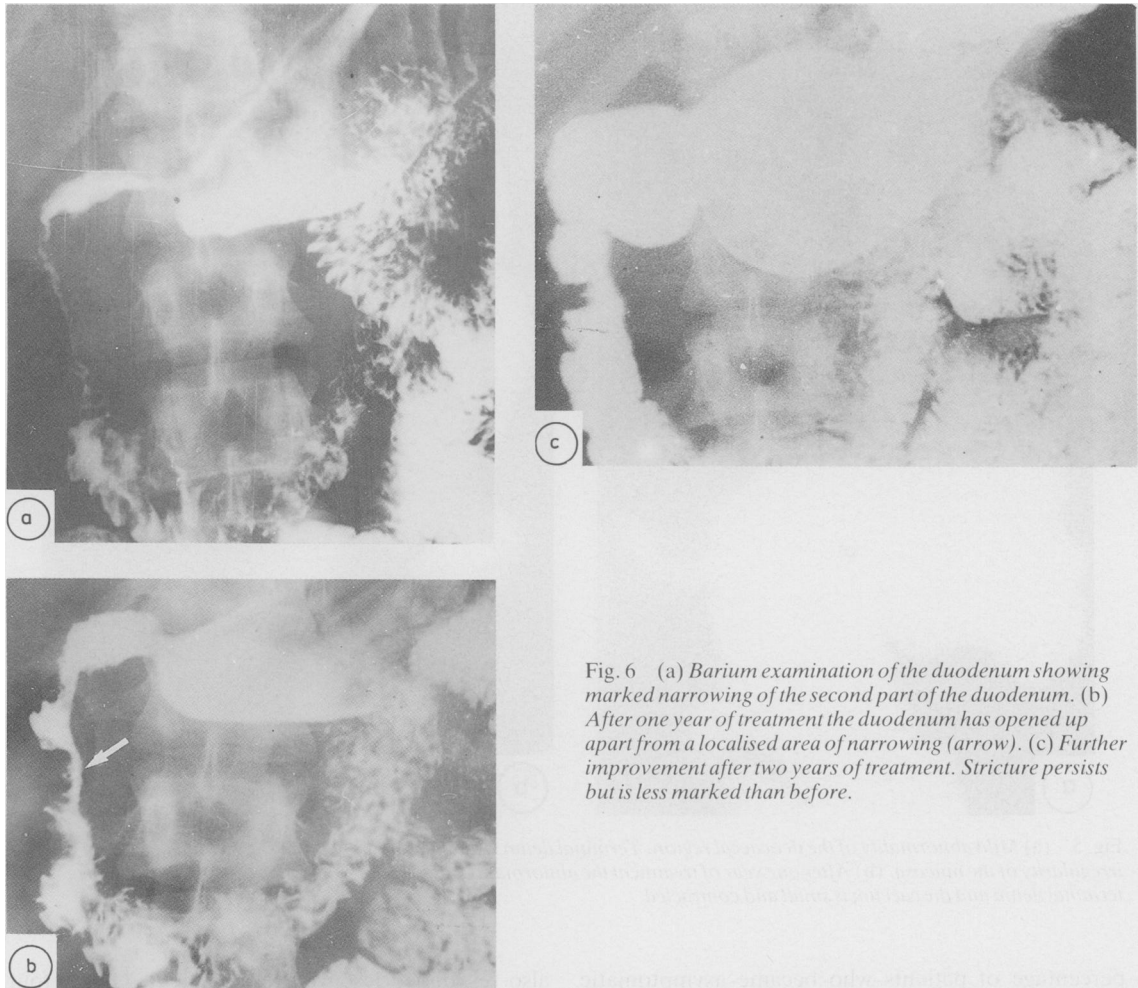 a
c
b
Fig. 6 (a) Barium examination of the duodenum showing
marked narrowing of the second part of the duodenum. (b)
After one year of treatment the duodenum has opened up
apart from a localised area of narrowing (arrow). (c) Further
improvement after two years of treatment. Stricture persists
but is less marked than before.